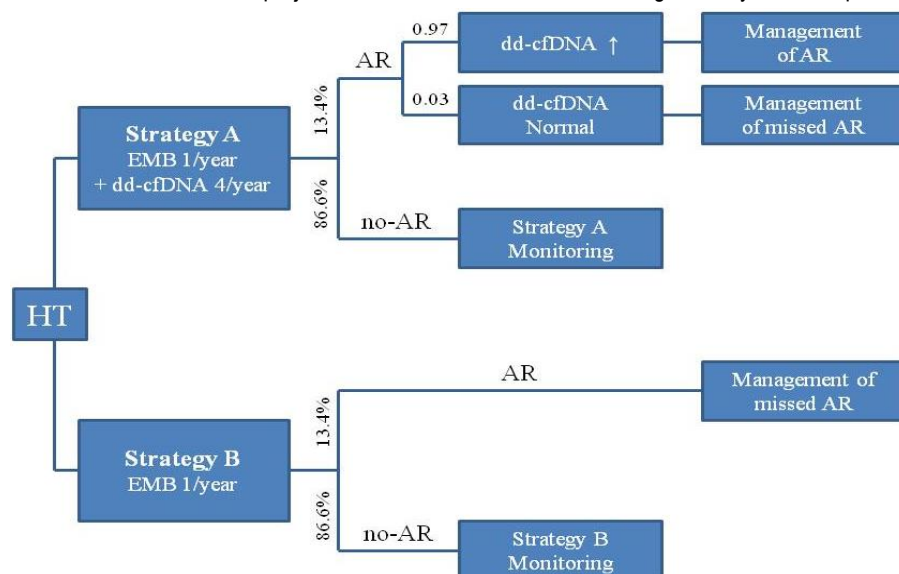 0.97
dd-cfDNA ↑
Management
of AR
AR
0.03
dd-cfDNA
Normal
Management
of missed AR
13.4%
Strategy A
EMB 1/year
+ dd-cfDNA 4/year
86.6%
no-AR
Strategy A
Monitoring
HT
AR
Management of
missed AR
13.4%
Strategy B
EMB 1/year
86.6%
no-AR
Strategy B
Monitoring